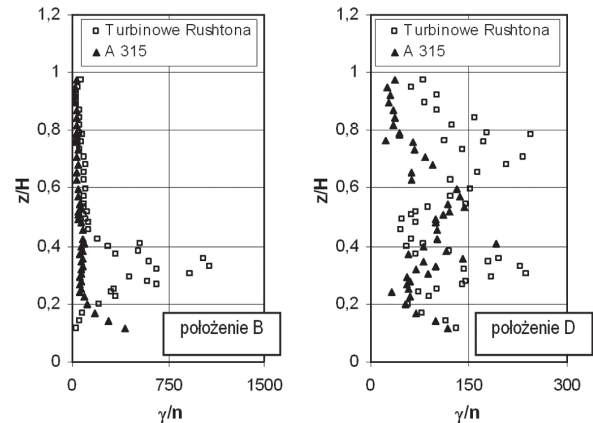 1,2
1
0,8
0,6
0,4
0,2
0
z/H
□ Turbinowe Rushtona
▲ A 315
położenie B
0 750 1500
γ/n
1,2
1
0,8
0,6
0,4
0,2
0
z/H
□ Turbinowe Rushtona
▲ A 315
położenie D
0 150 300
γ/n